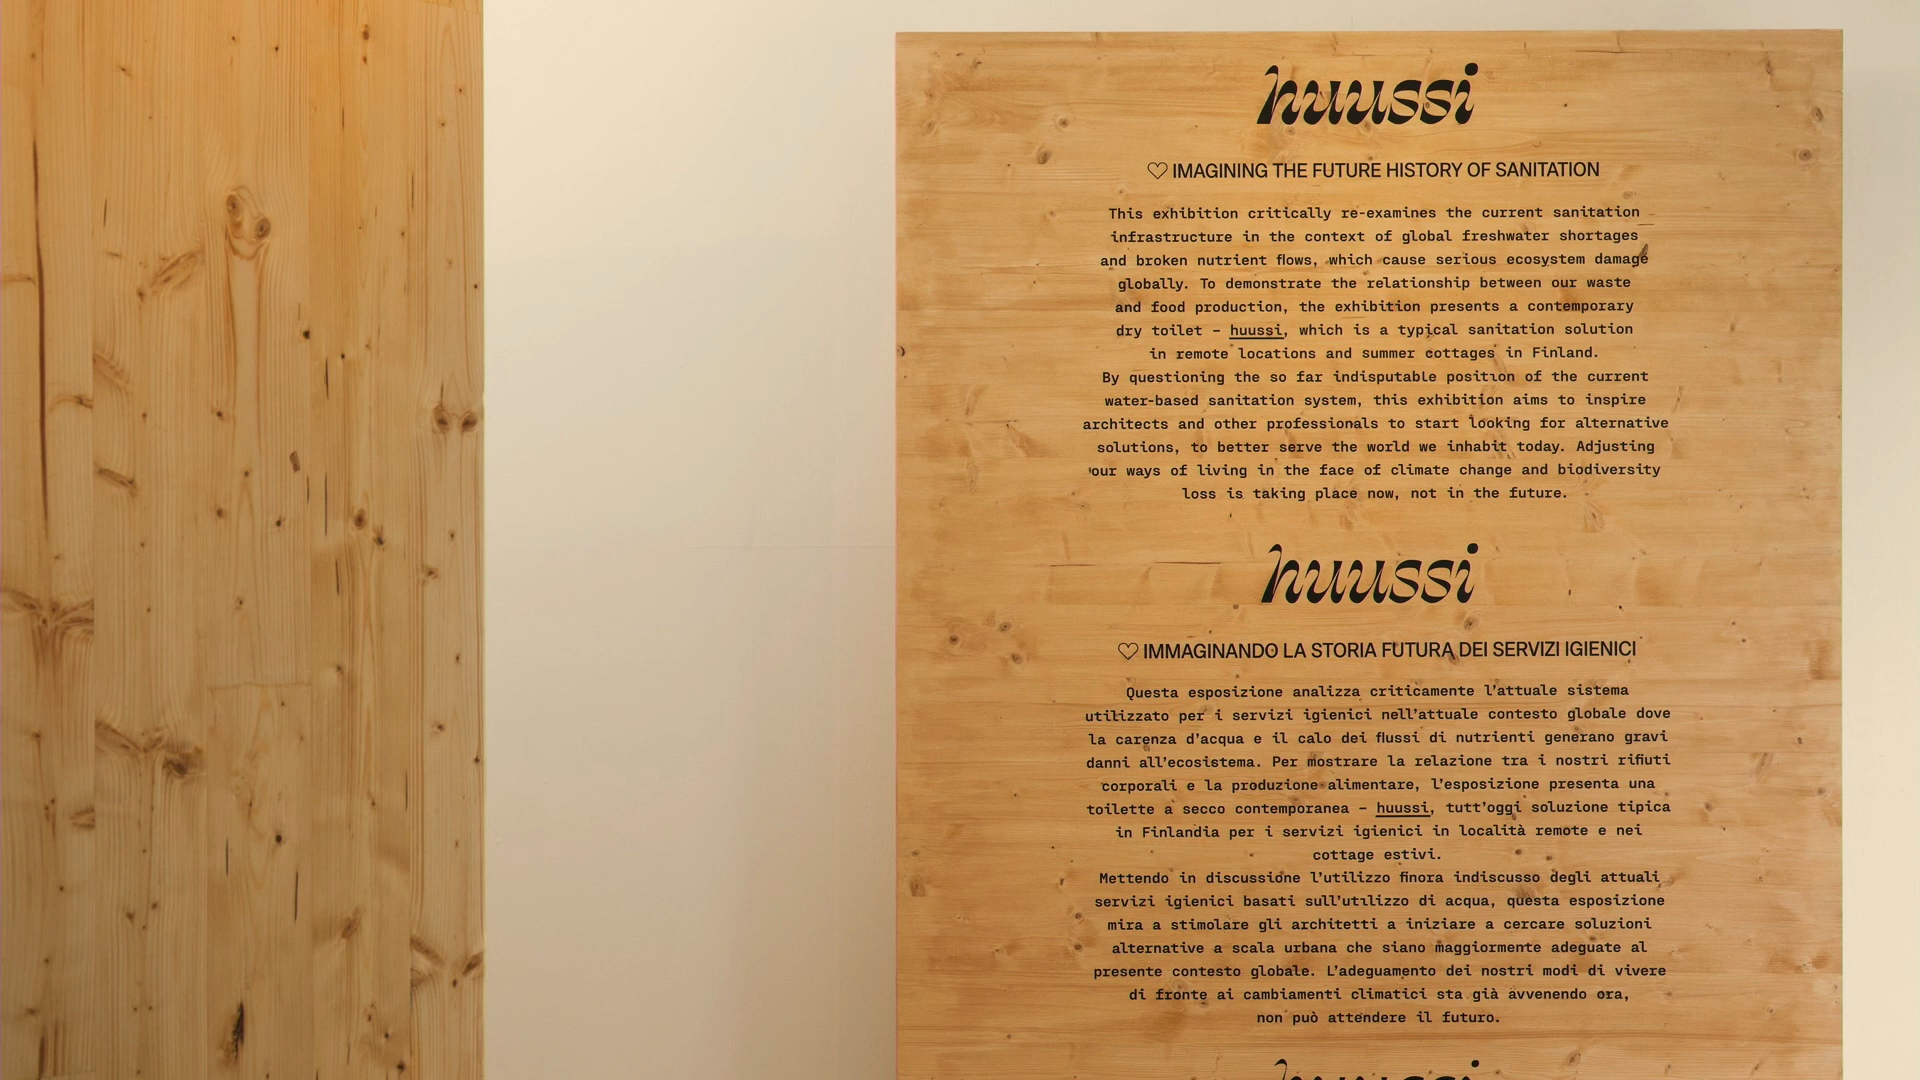 huussi
♡ IMAGINING THE FUTURE HISTORY OF SANITATION
This exhibition critically re-examines the current sanitation
infrastructure in the context of global freshwater shortages
and broken nutrient flows, which cause serious ecosystem damage
globally. To demonstrate the relationship between our waste
and food production, the exhibition presents a contemporary
dry toilet – huussi, which is a typical sanitation solution
in remote locations and summer cottages in Finland.
By questioning the so far indisputable position of the current
water-based sanitation system, this exhibition aims to inspire
architects and other professionals to start looking for alternative
solutions, to better serve the world we inhabit today. Adjusting
our ways of living in the face of climate change and biodiversity
loss is taking place now, not in the future.
huussi
♡ IMMAGINANDO LA STORIA FUTURA DEI SERVIZI IGIENICI
Questa esposizione analizza criticamente l'attuale sistema
utilizzato per i servizi igienici nell'attuale contesto globale dove
la carenza d'acqua e il calo dei flussi di nutrienti generano gravi
danni all'ecosistema. Per mostrare la relazione tra i nostri rifiuti
corporali e la produzione alimentare, l'esposizione presenta una
toilette a secco contemporanea – huussi, tutt'oggi soluzione tipica
in Finlandia per i servizi igienici in località remote e nei
cottage estivi.
Mettendo in discussione l'utilizzo finora indiscusso degli attuali
servizi igienici basati sull'utilizzo di acqua, questa esposizione
mira a stimolare gli architetti a iniziare a cercare soluzioni
alternative a scala urbana che siano maggiormente adeguate al
presente contesto globale. L'adeguamento dei nostri modi di vivere
di fronte ai cambiamenti climatici sta già avvenendo ora,
non può attendere il futuro.